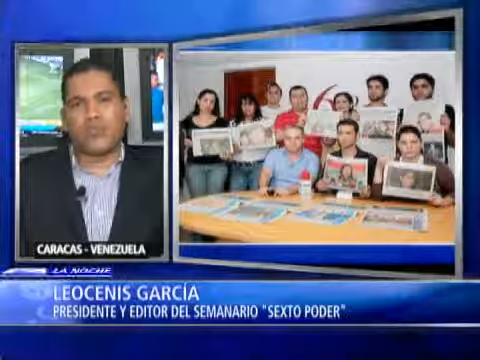 CARACAS - VENEZUELA
LA NOCHE
LEOCENIS GARCÍA
PRESIDENTE Y EDITOR DEL SEMANARIO "SEXTO PODER"